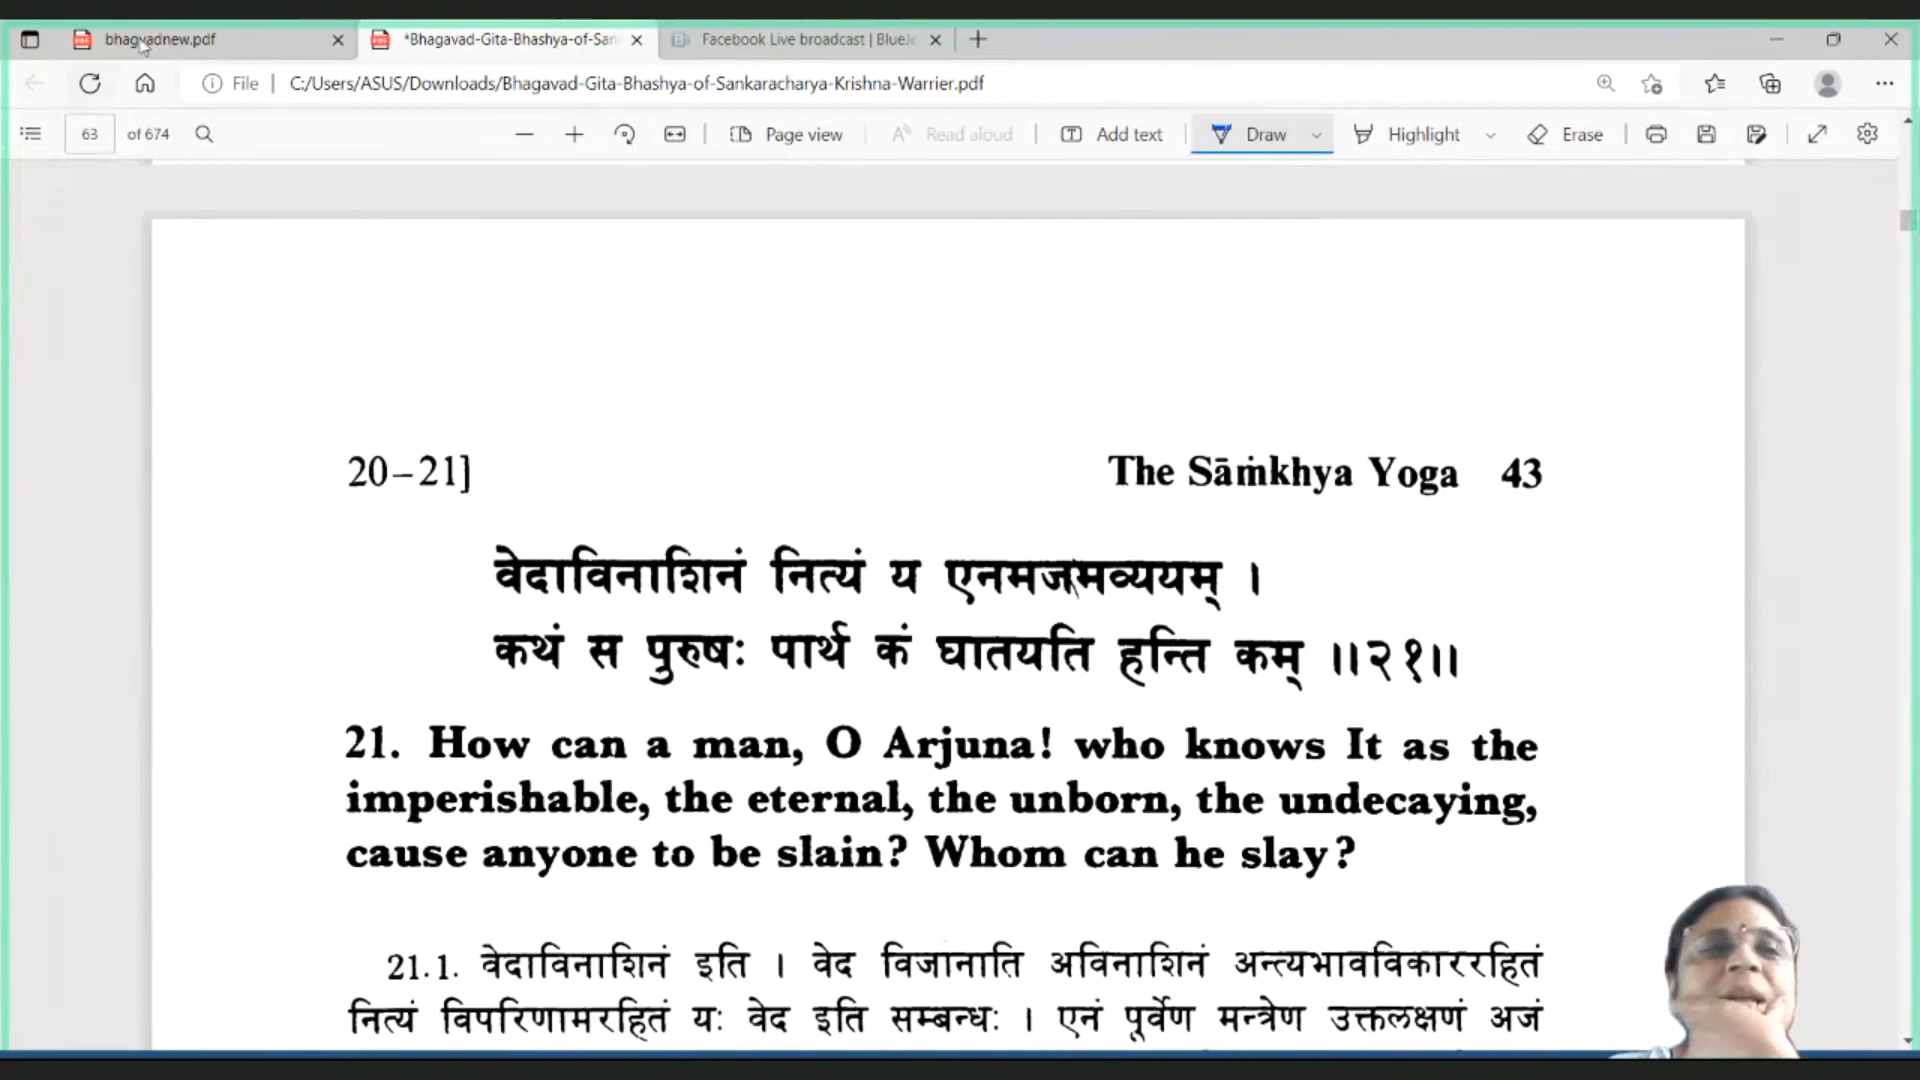 bhagvadnew.pdf
*Bhagavad-Gita-Bhashya-of-San
Facebook Live broadcast | BlueJe
File | C:/Users/ASUS/Downloads/Bhagavad-Gita-Bhashya-of-Sankaracharya-Krishna-Warrier.pdf
63 of 674 Page view Read aloud Add text Draw Highlight Erase
20–21] The Sāṁkhya Yoga 43
वेदाविनाशिनं नित्यं य एनमजमव्ययम् ।
कथं स पुरुषः पार्थ कं घातयति हन्ति कम् ।।२१।।
21. How can a man, O Arjuna! who knows It as the
imperishable, the eternal, the unborn, the undecaying,
cause anyone to be slain? Whom can he slay?
21.1. वेदाविनाशिनं इति । वेद विजानाति अविनाशिनं अन्त्यभावविकाररहितं
नित्यं विपरिणामरहितं यः वेद इति सम्बन्धः । एनं पूर्वेण मन्त्रेण उक्तलक्षणं अजं